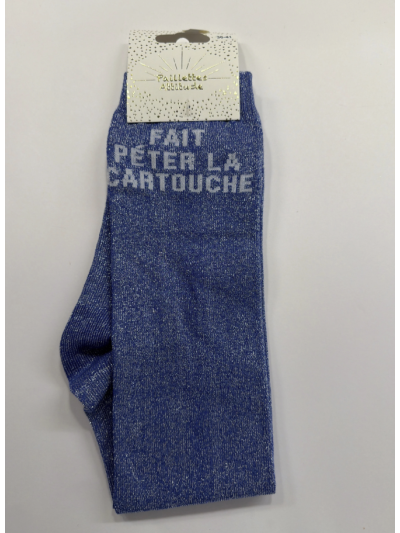 Paillettes
Attitude
FAIT
PÉTER LA
CARTOUCHE